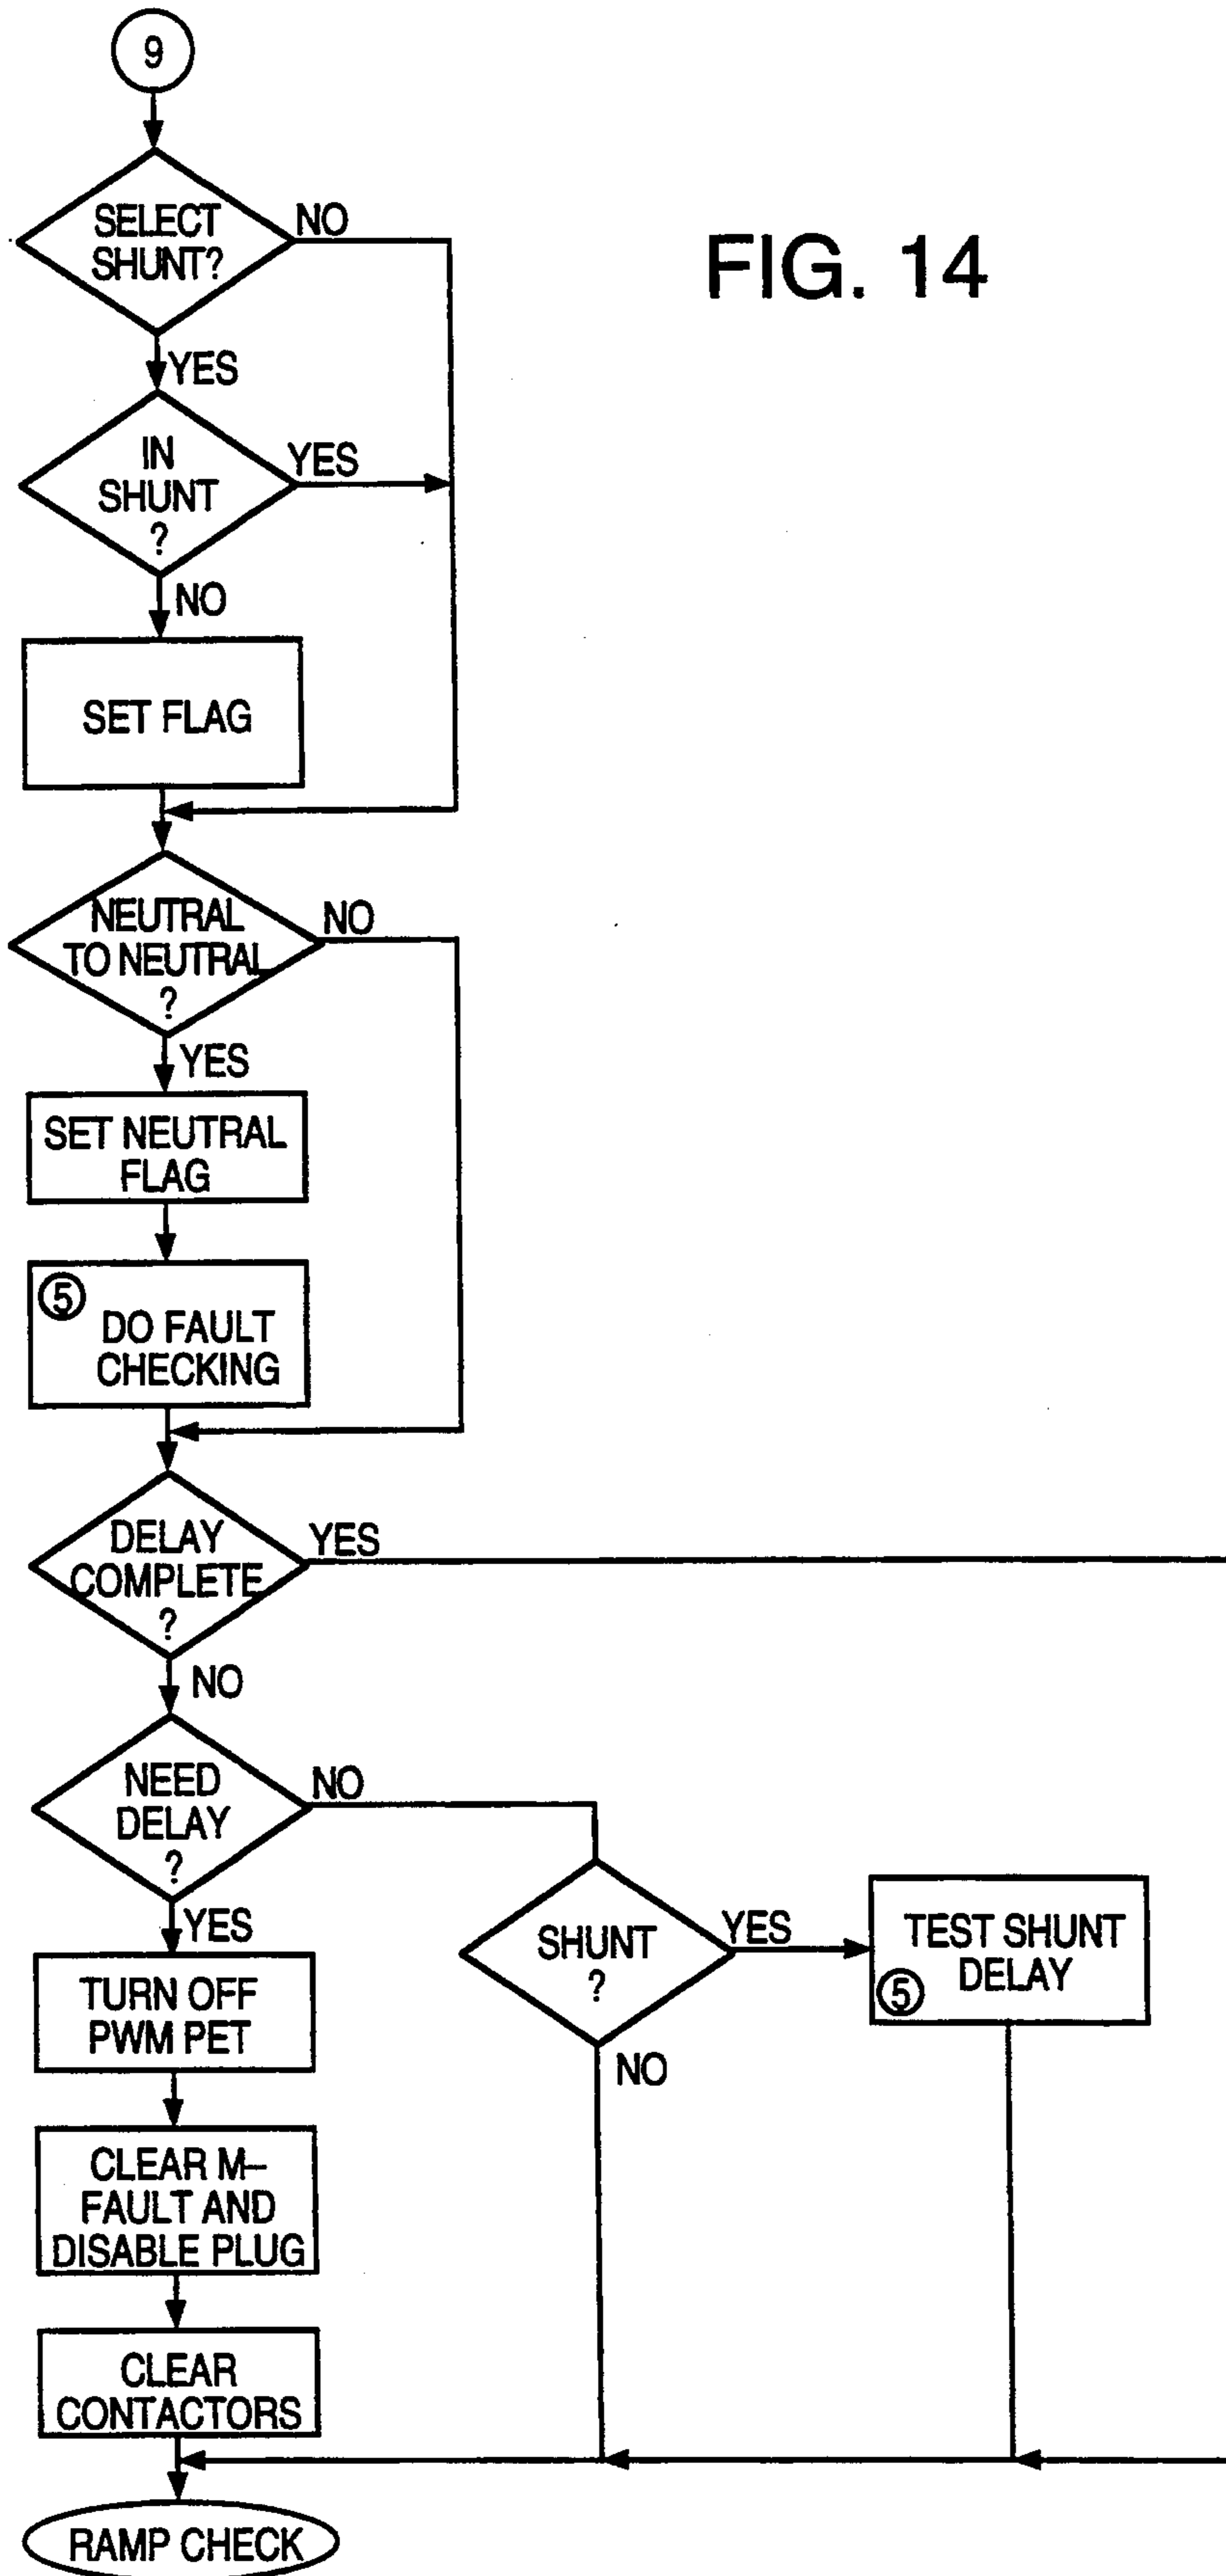 9
FIG. 14
SELECT
SHUNT?
NO
YES
IN
SHUNT
?
YES
NO
SET FLAG
NEUTRAL
TO NEUTRAL
?
NO
YES
SET NEUTRAL
FLAG
5
DO FAULT
CHECKING
DELAY
COMPLETE
?
YES
NO
NEED
DELAY
?
NO
YES
SHUNT
?
YES
NO
TEST SHUNT
DELAY
5
TURN OFF
PWM PET
CLEAR M–
FAULT AND
DISABLE PLUG
CLEAR
CONTACTORS
RAMP CHECK